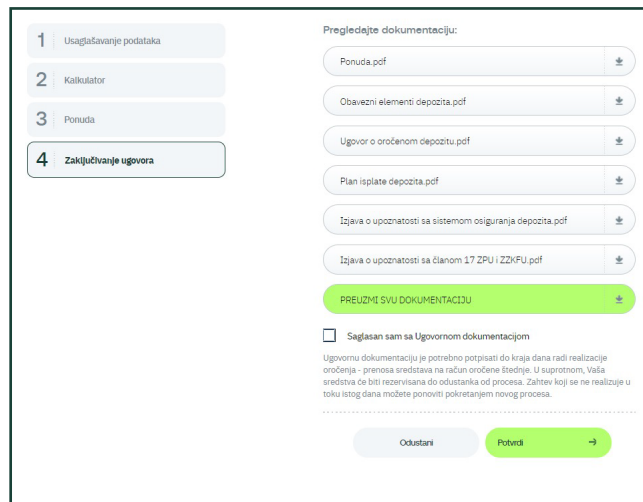 1 Usaglašavanje podataka
2 Kalkulator
3 Ponuda
4 Zaključivanje ugovora
Pregledajte dokumentaciju:
Ponuda.pdf
Obavezni elementi depozita.pdf
Ugovor o oročenom depozitu.pdf
Plan isplate depozita.pdf
Izjava o upoznatosti sa sistemom osiguranja depozita.pdf
Izjava o upoznatosti sa članom 17 ZPU i ZZKFU.pdf
PREUZMI SVU DOKUMENTACIJU
Saglasan sam sa Ugovornom dokumentacijom
Ugovornu dokumentaciju je potrebno potpisati do kraja dana radi realizacije
oročenja - prenosa sredstava na račun oročene štednje. U suprotnom, Vaša
sredstva će biti rezervisana do odustanka od procesa. Zahtev koji se ne realizuje u
toku istog dana možete ponoviti pokretanjem novog procesa.
Odustani
Potvrdi